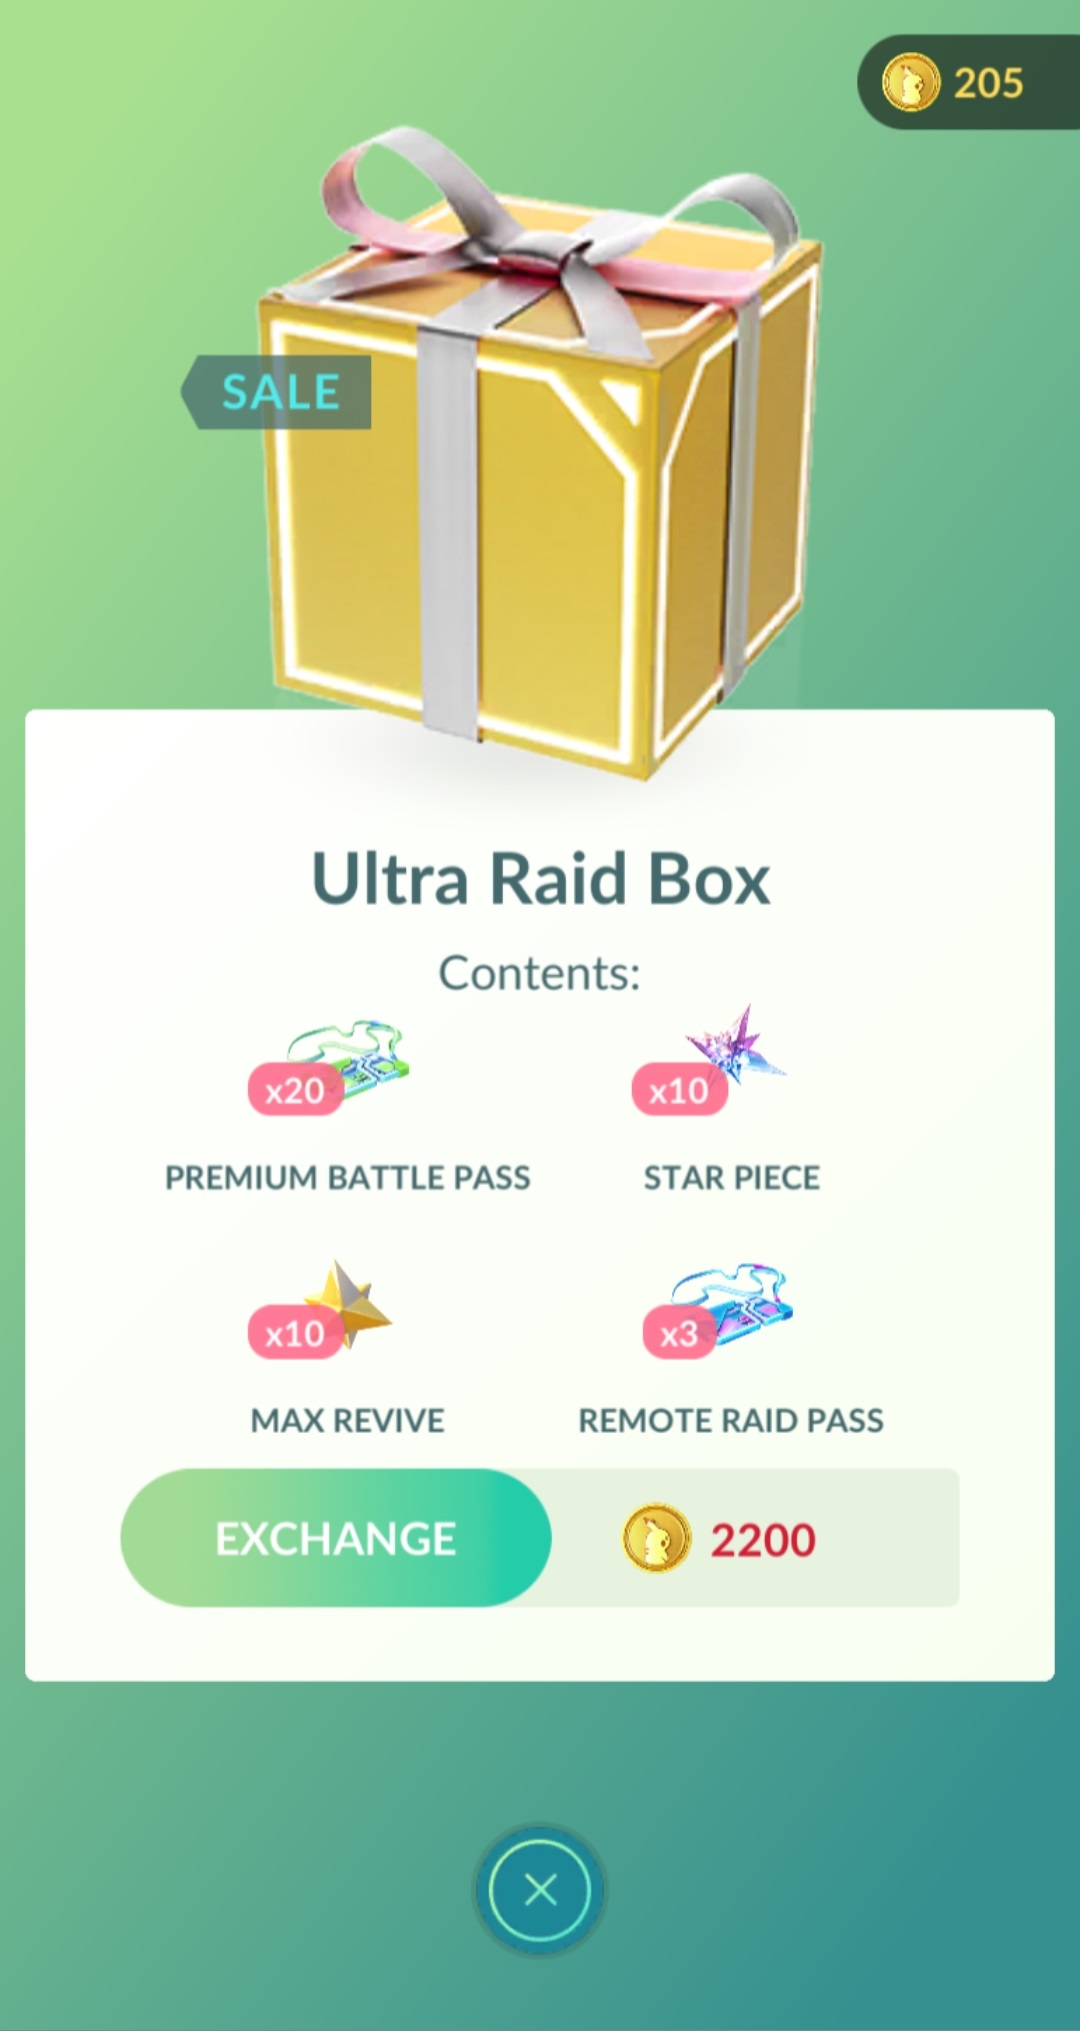 205
SALE
Ultra Raid Box
Contents:
x20
x10
PREMIUM BATTLE PASS
STAR PIECE
x10
x3
MAX REVIVE
REMOTE RAID PASS
EXCHANGE
2200